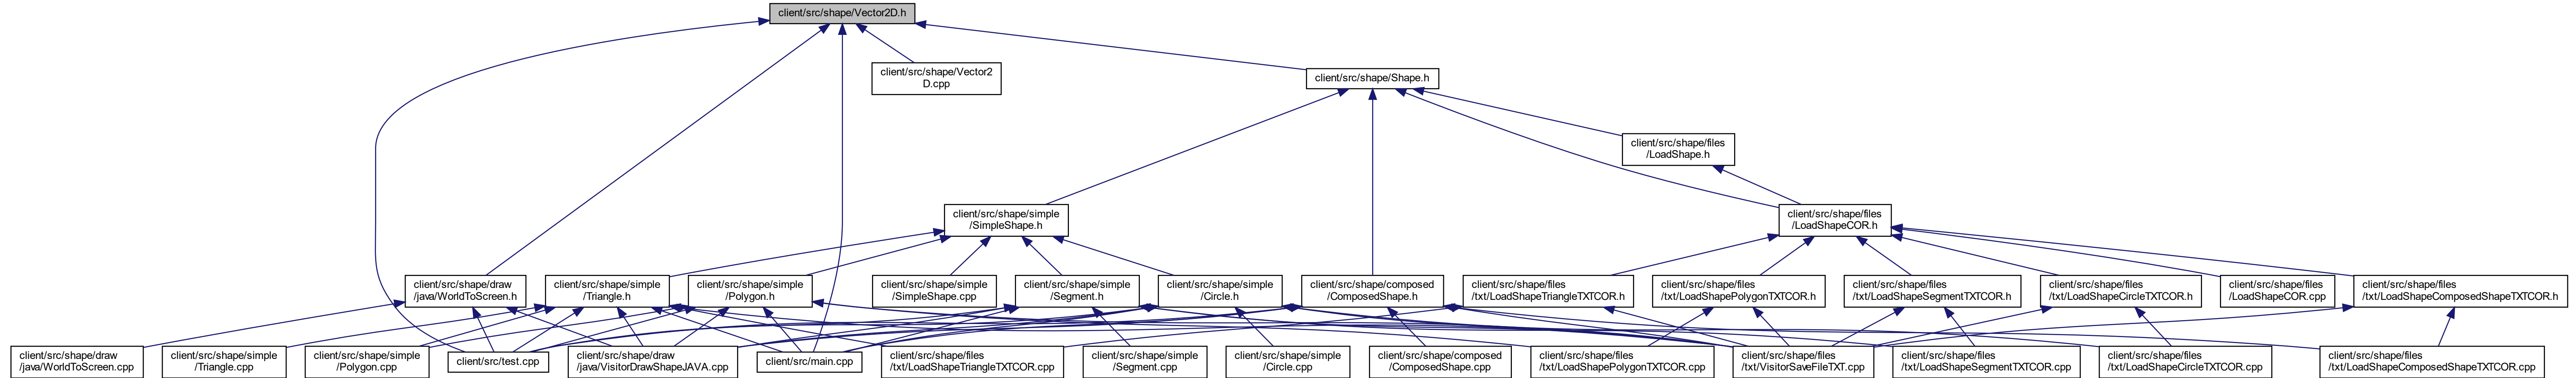 client/src/shape/Vector2D.h
client/src/shape/Vector2
D.cpp
client/src/shape/Shape.h
client/src/shape/files
/LoadShape.h
client/src/shape/simple
/SimpleShape.h
client/src/shape/files
/LoadShapeCOR.h
client/src/shape/draw
/java/WorldToScreen.h
client/src/shape/simple
/Triangle.h
client/src/shape/simple
/Polygon.h
client/src/shape/simple
/SimpleShape.cpp
client/src/shape/simple
/Segment.h
client/src/shape/simple
/Circle.h
client/src/shape/composed
/ComposedShape.h
client/src/shape/files
/txt/LoadShapeTriangleTXTCOR.h
client/src/shape/files
/txt/LoadShapePolygonTXTCOR.h
client/src/shape/files
/txt/LoadShapeSegmentTXTCOR.h
client/src/shape/files
/txt/LoadShapeCircleTXTCOR.h
client/src/shape/files
/LoadShapeCOR.cpp
client/src/shape/files
/txt/LoadShapeComposedShapeTXTCOR.h
client/src/shape/draw
/java/WorldToScreen.cpp
client/src/shape/simple
/Triangle.cpp
client/src/shape/simple
/Polygon.cpp
client/src/test.cpp
client/src/shape/draw
/java/VisitorDrawShapeJAVA.cpp
client/src/main.cpp
client/src/shape/files
/txt/LoadShapeTriangleTXTCOR.cpp
client/src/shape/simple
/Segment.cpp
client/src/shape/simple
/Circle.cpp
client/src/shape/composed
/ComposedShape.cpp
client/src/shape/files
/txt/LoadShapePolygonTXTCOR.cpp
client/src/shape/files
/txt/VisitorSaveFileTXT.cpp
client/src/shape/files
/txt/LoadShapeSegmentTXTCOR.cpp
client/src/shape/files
/txt/LoadShapeCircleTXTCOR.cpp
client/src/shape/files
/txt/LoadShapeComposedShapeTXTCOR.cpp